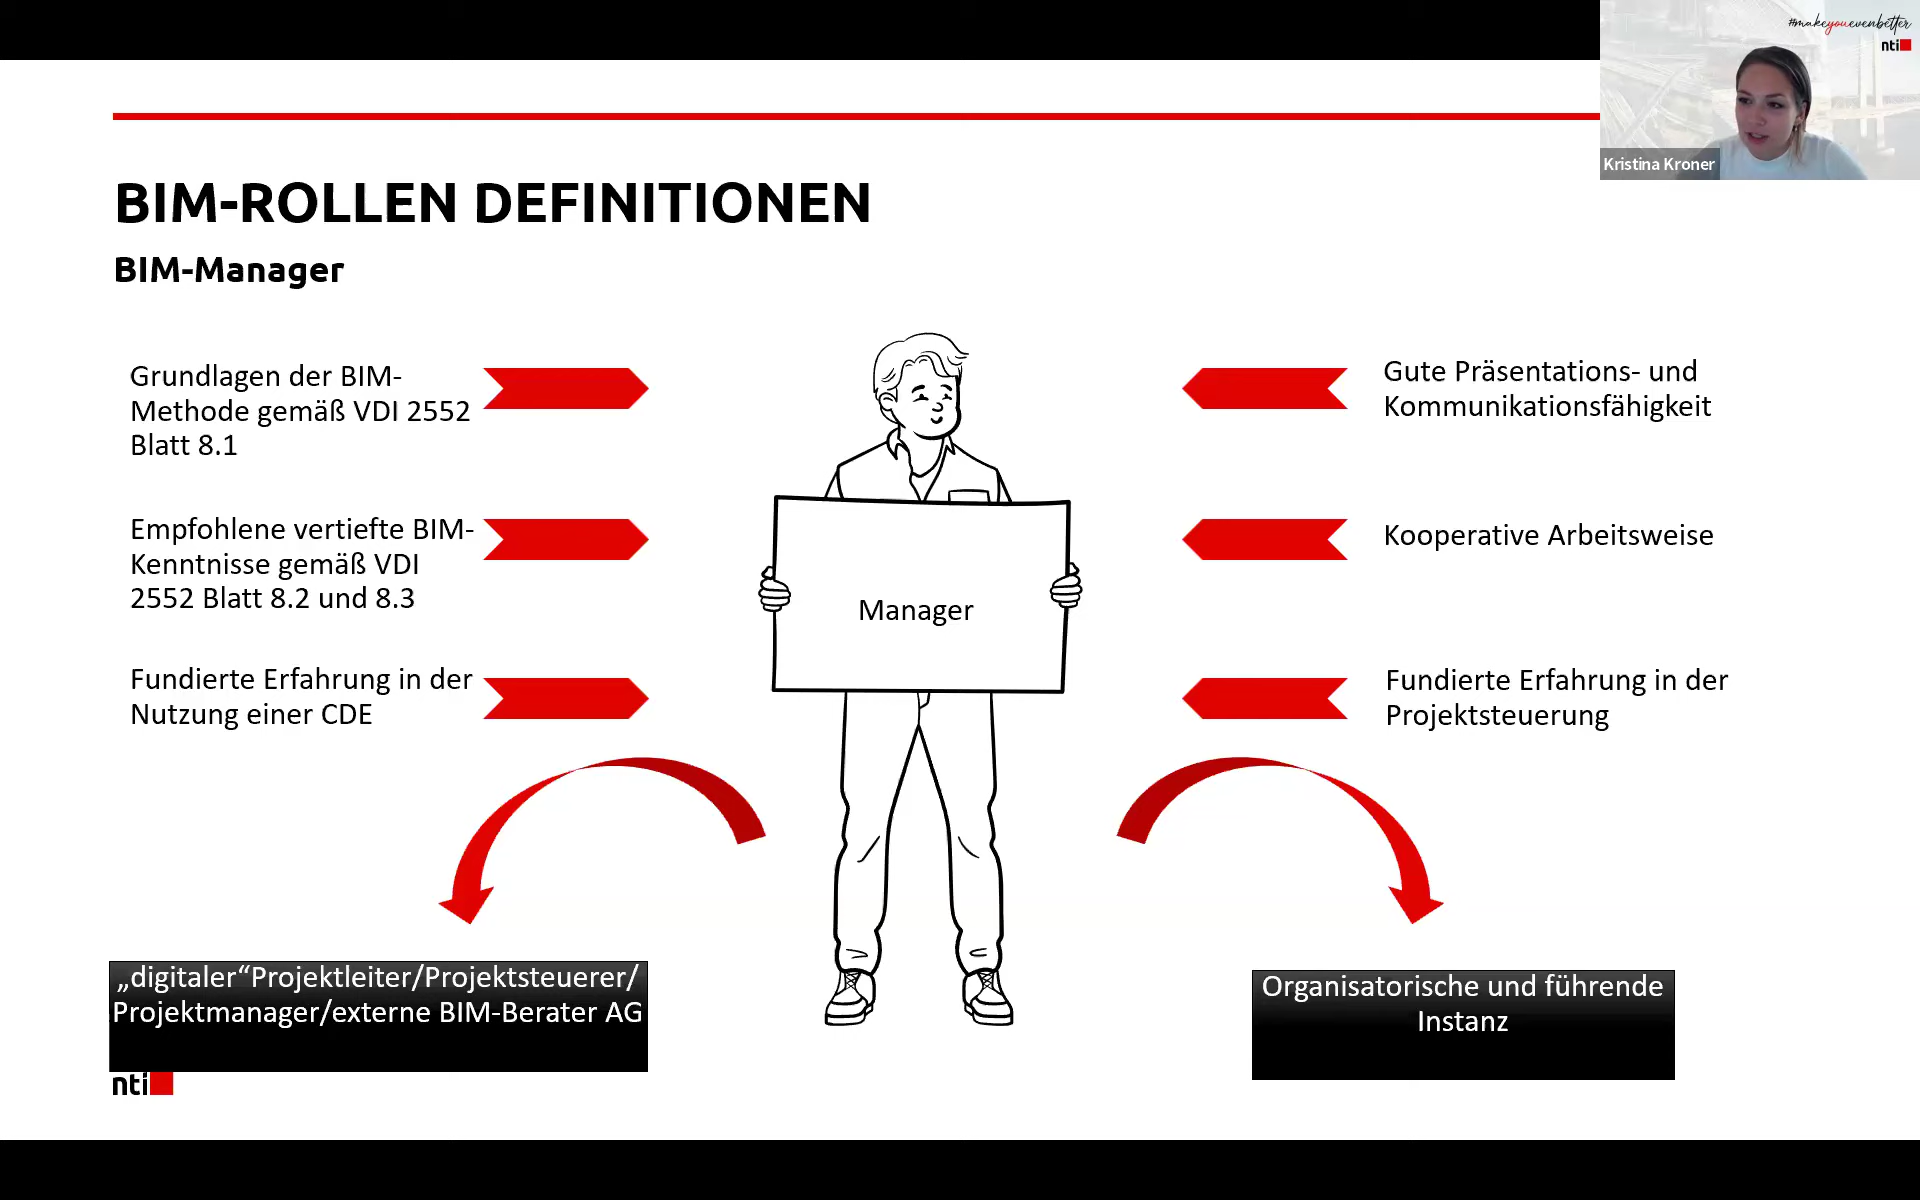 #makeyouevenbetter
nti
Kristina Kroner
BIM-ROLLEN DEFINITIONEN
BIM-Manager
Grundlagen der BIM-
Methode gemäß VDI 2552
Blatt 8.1
Empfohlene vertiefte BIM-
Kenntnisse gemäß VDI
2552 Blatt 8.2 und 8.3
Fundierte Erfahrung in der
Nutzung einer CDE
Manager
Gute Präsentations- und
Kommunikationsfähigkeit
Kooperative Arbeitsweise
Fundierte Erfahrung in der
Projektsteuerung
„digitaler“Projektleiter/Projektsteuerer/
Projektmanager/externe BIM-Berater AG
Organisatorische und führende
Instanz
nti